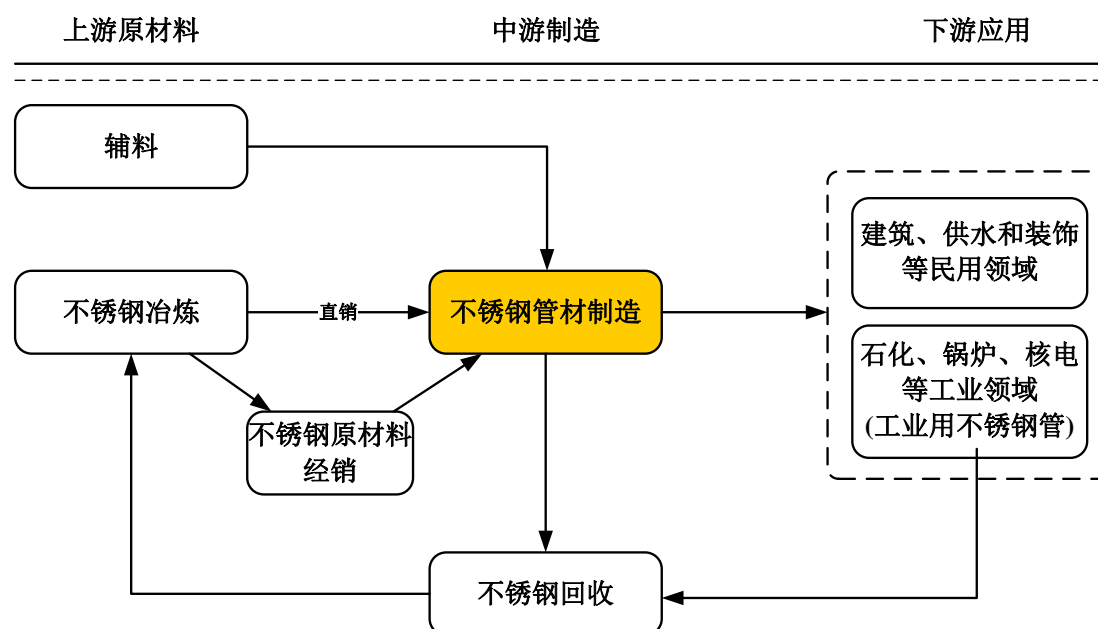 上游原材料
中游制造
下游应用
辅料
建筑、供水和装饰
等民用领域
不锈钢冶炼
直销
不锈钢管材制造
石化、锅炉、核电
等工业领域
(工业用不锈钢管)
不锈钢原材料
经销
不锈钢回收